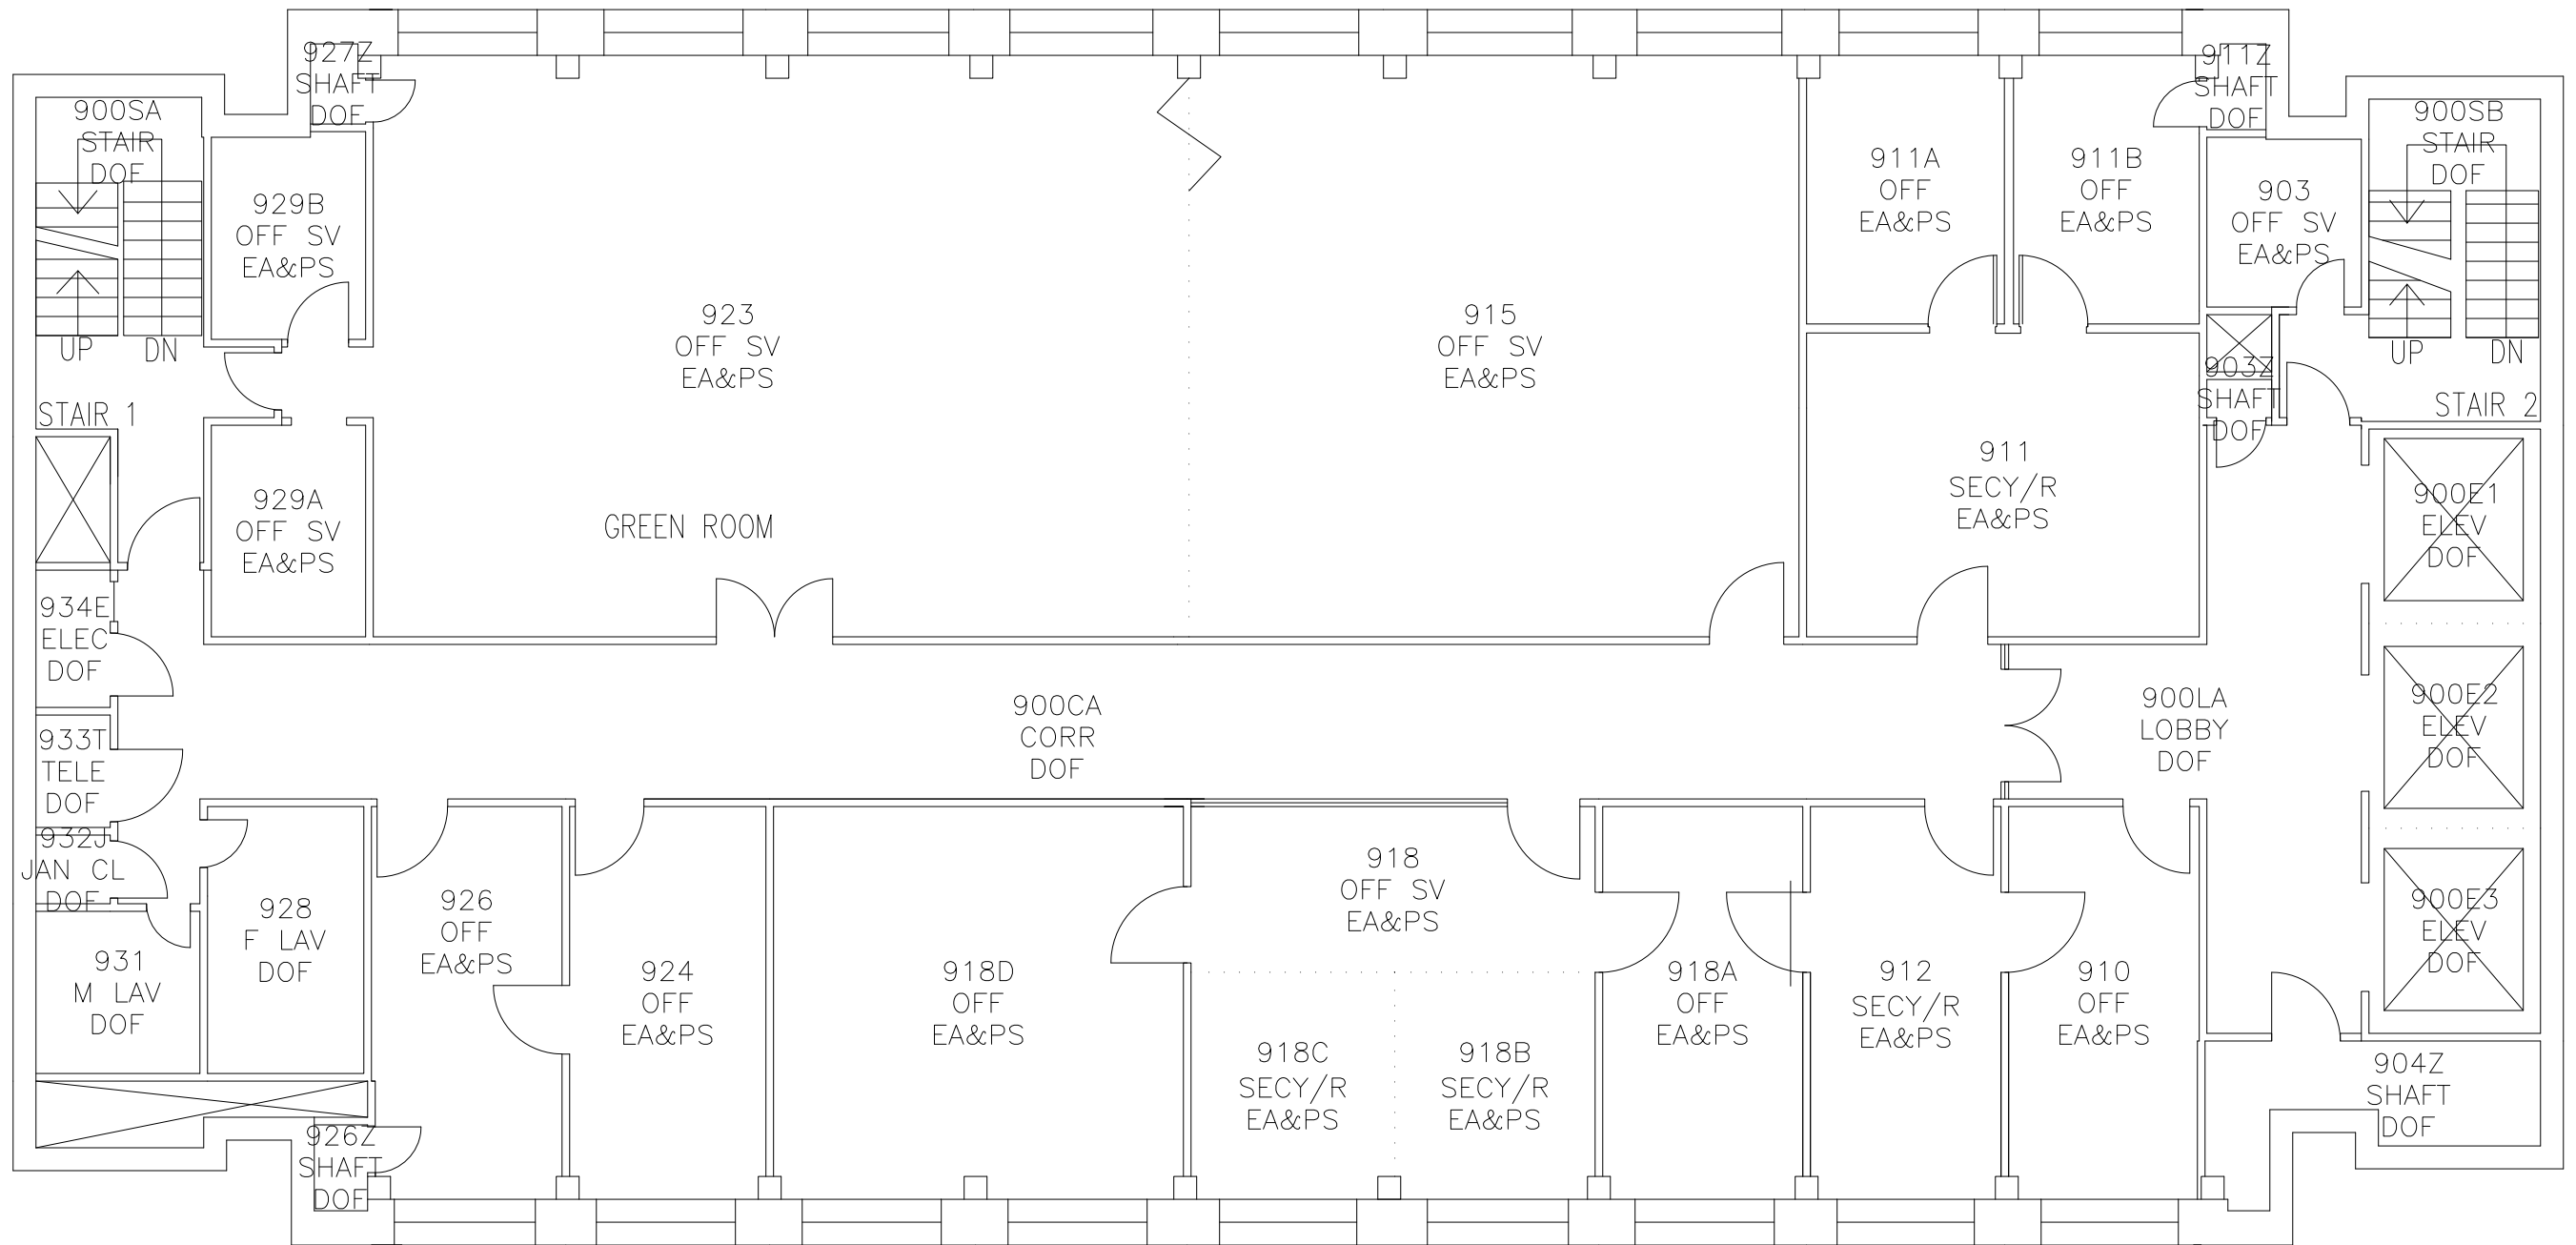 927Z
SHAFT
DOF
911Z
SHAFT
DOF
900SA
STAIR
DOF
900SB
STAIR
DOF
929B
OFF SV
EA&PS
911A
OFF
EA&PS
911B
OFF
EA&PS
903
OFF SV
EA&PS
923
OFF SV
EA&PS
915
OFF SV
EA&PS
UP
DN
UP
DN
903Z
SHAFT
DOF
STAIR 1
STAIR 2
911
SECY/R
EA&PS
929A
OFF SV
EA&PS
GREEN ROOM
900E1
ELEV
DOF
934E
ELEC
DOF
900CA
CORR
DOF
900LA
LOBBY
DOF
900E2
ELEV
DOF
933T
TELE
DOF
932J
JAN CL
DOF
918
OFF SV
EA&PS
926
OFF
EA&PS
928
F LAV
DOF
900E3
ELEV
DOF
931
M LAV
DOF
924
OFF
EA&PS
918D
OFF
EA&PS
918A
OFF
EA&PS
912
SECY/R
EA&PS
910
OFF
EA&PS
918C
SECY/R
EA&PS
918B
SECY/R
EA&PS
904Z
SHAFT
DOF
926Z
SHAFT
DOF